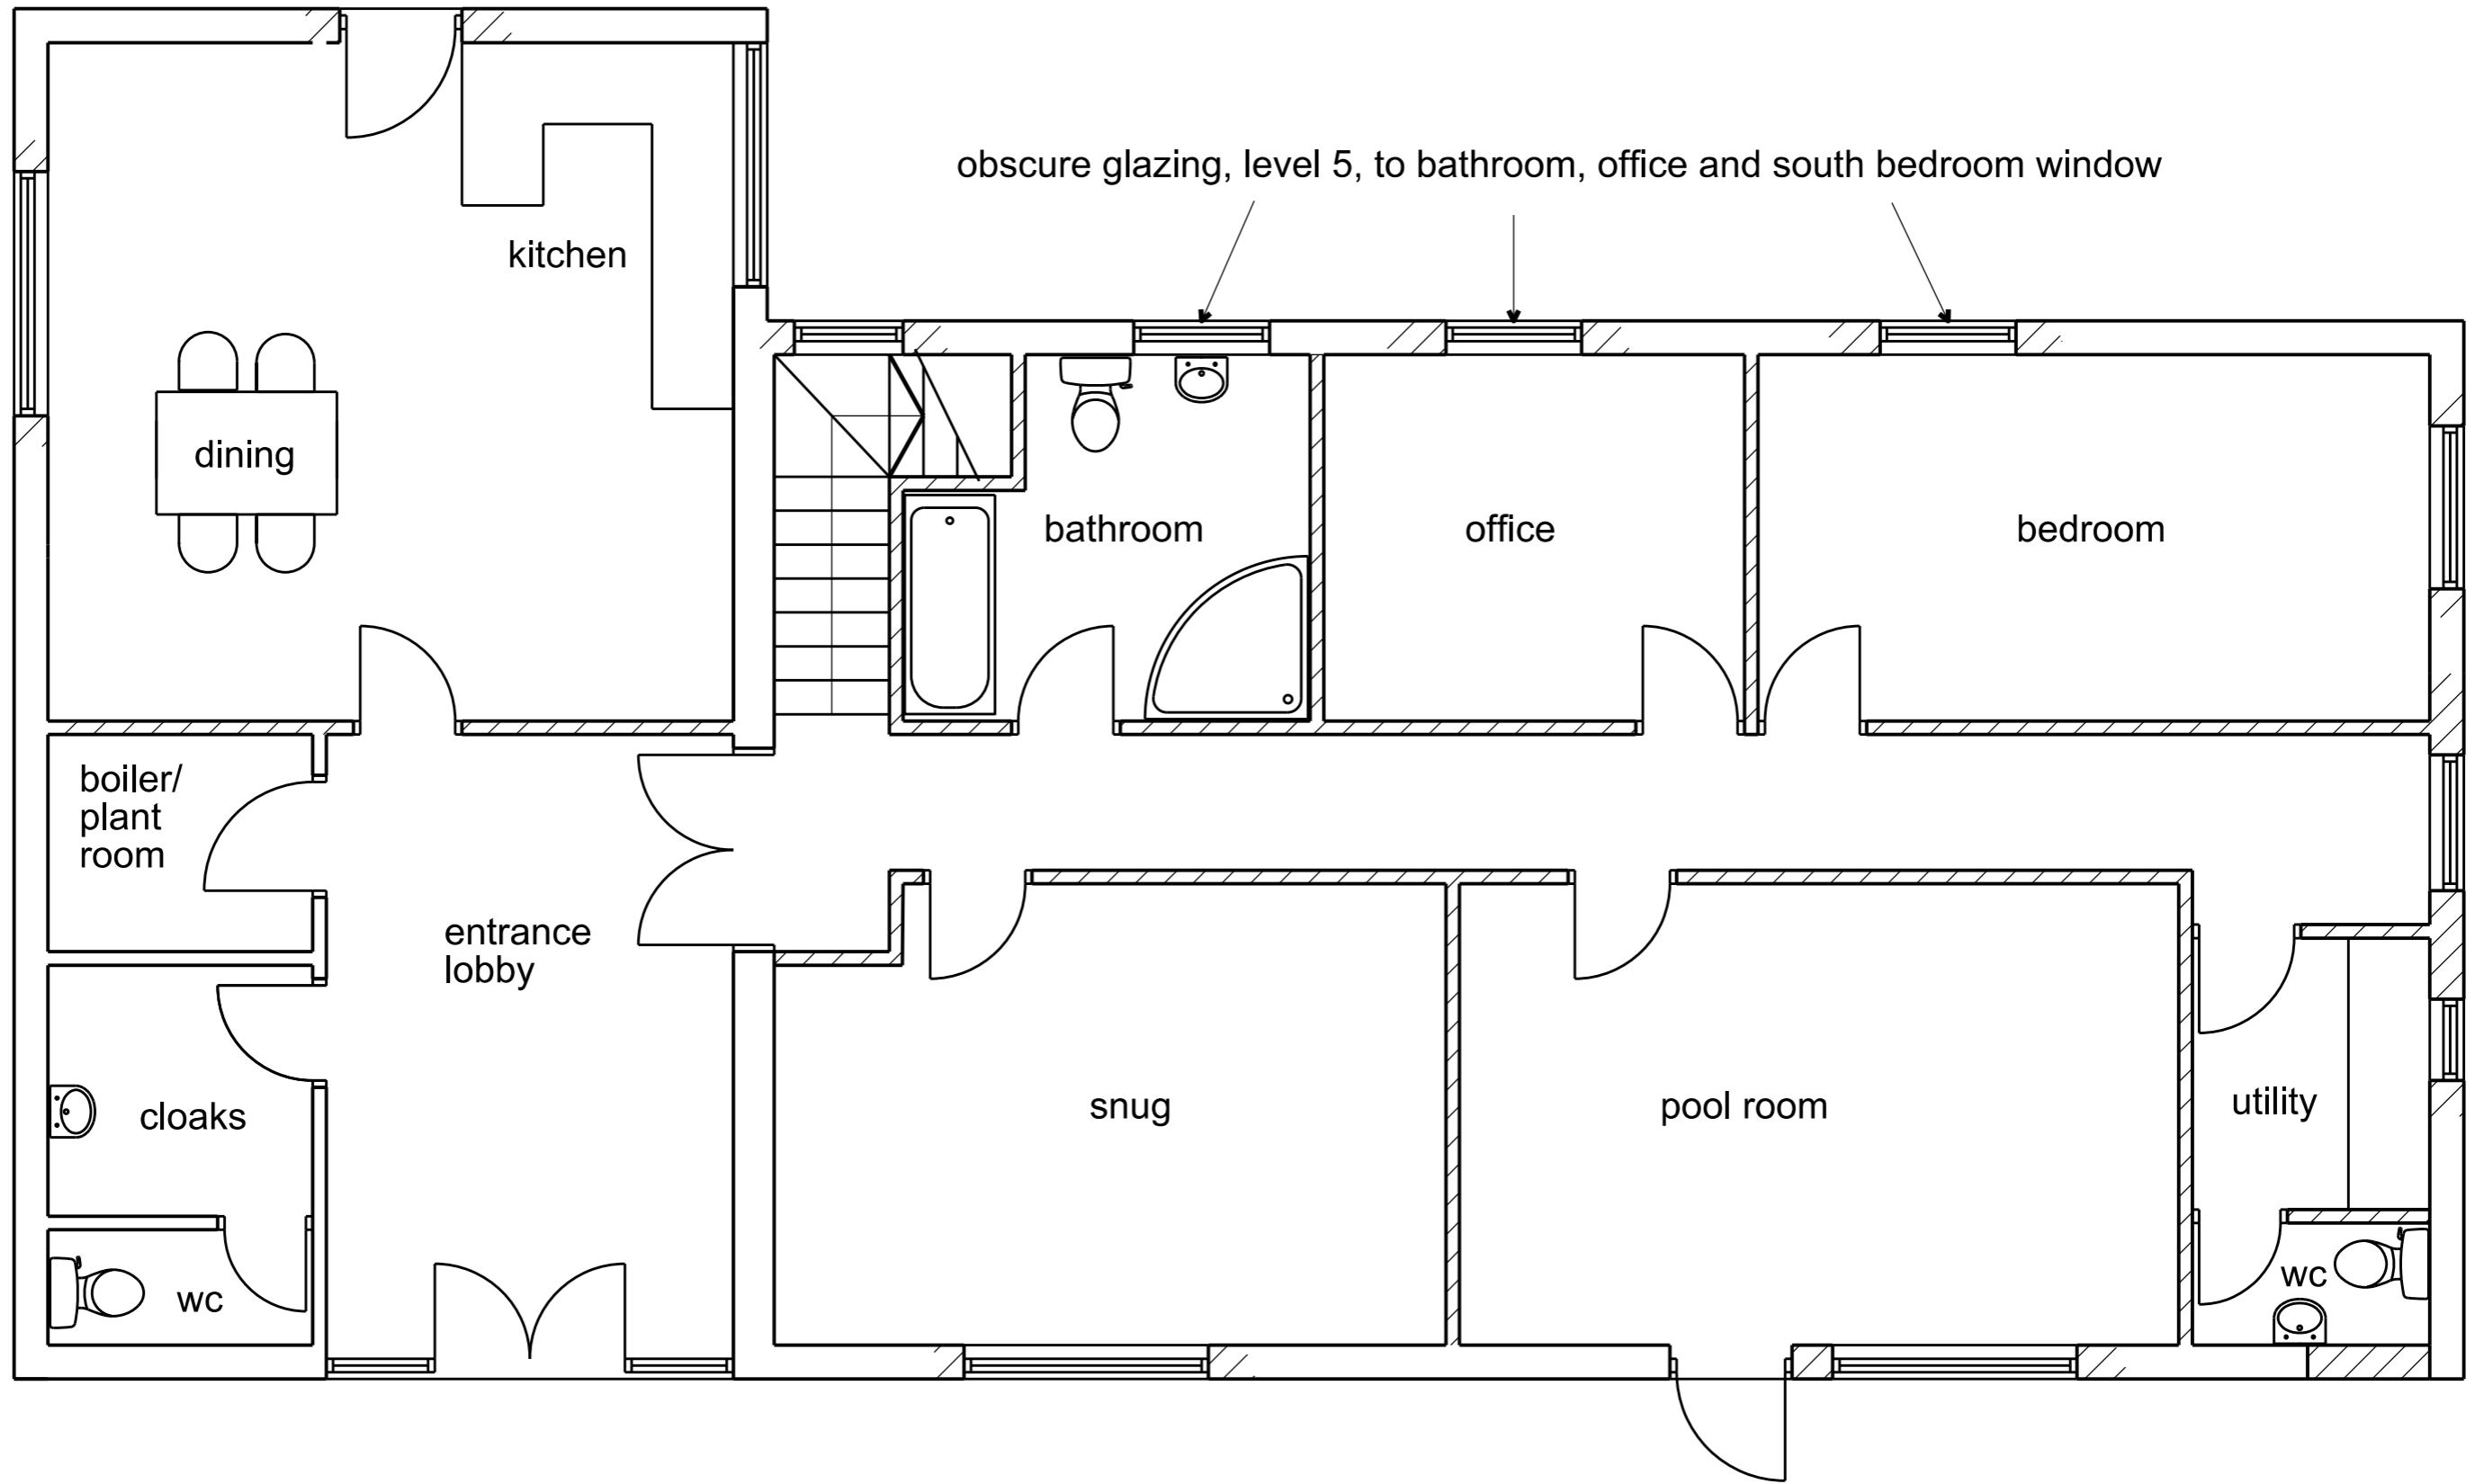 obscure glazing, level 5, to bathroom, office and south bedroom window
kitchen
dining
bathroom
office
bedroom
boiler/
plant
room
entrance
lobby
cloaks
snug
pool room
utility
wc
wc